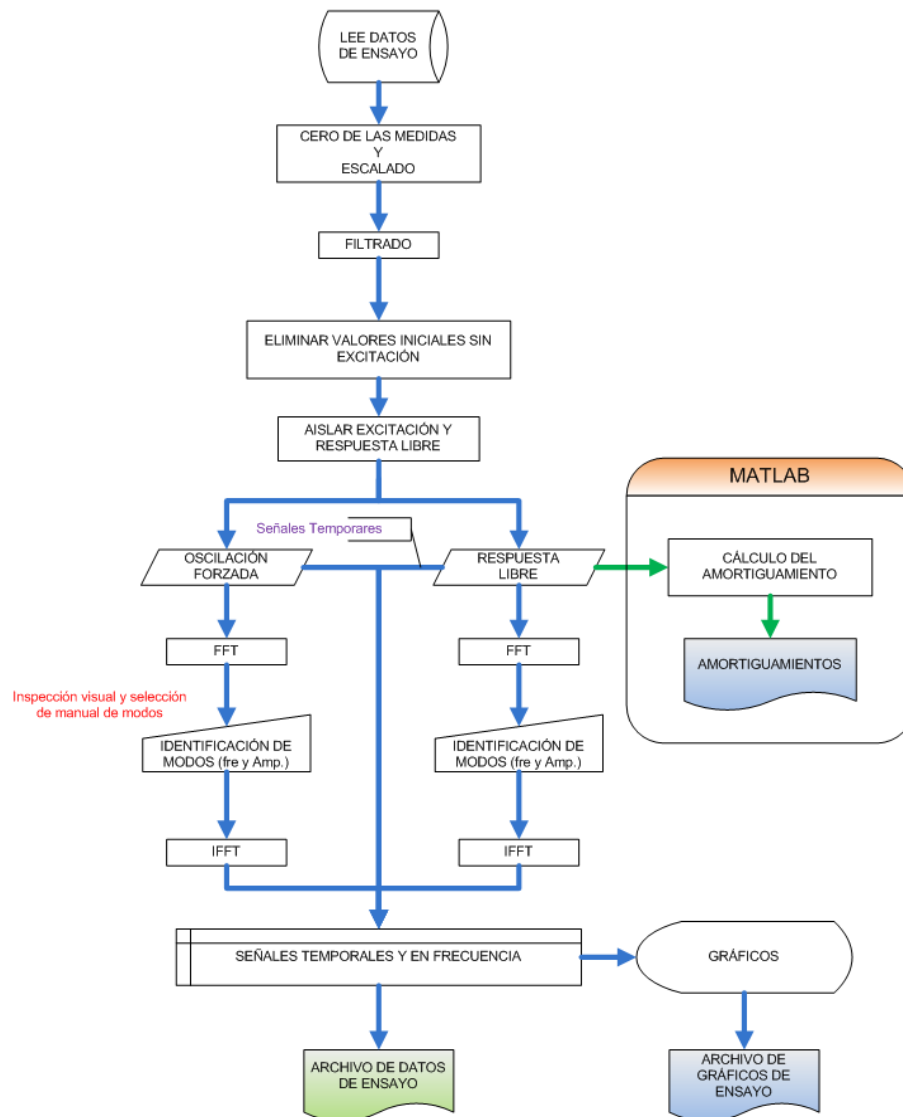 LEE DATOS
DE ENSAYO
CERO DE LAS MEDIDAS
Y
ESCALADO
FILTRADO
ELIMINAR VALORES INICIALES SIN
EXCITACIÓN
AISLAR EXCITACIÓN Y
RESPUESTA LIBRE
MATLAB
Señales Temporares
OSCILACIÓN
FORZADA
RESPUESTA
LIBRE
CÁLCULO DEL
AMORTIGUAMIENTO
AMORTIGUAMIENTOS
FFT
FFT
Inspección visual y selección
de manual de modos
IDENTIFICACIÓN DE
MODOS (fre y Amp.)
IDENTIFICACIÓN DE
MODOS (fre y Amp.)
IFFT
IFFT
SEÑALES TEMPORALES Y EN FRECUENCIA
GRÁFICOS
ARCHIVO DE DATOS
DE ENSAYO
ARCHIVO DE
GRÁFICOS DE
ENSAYO